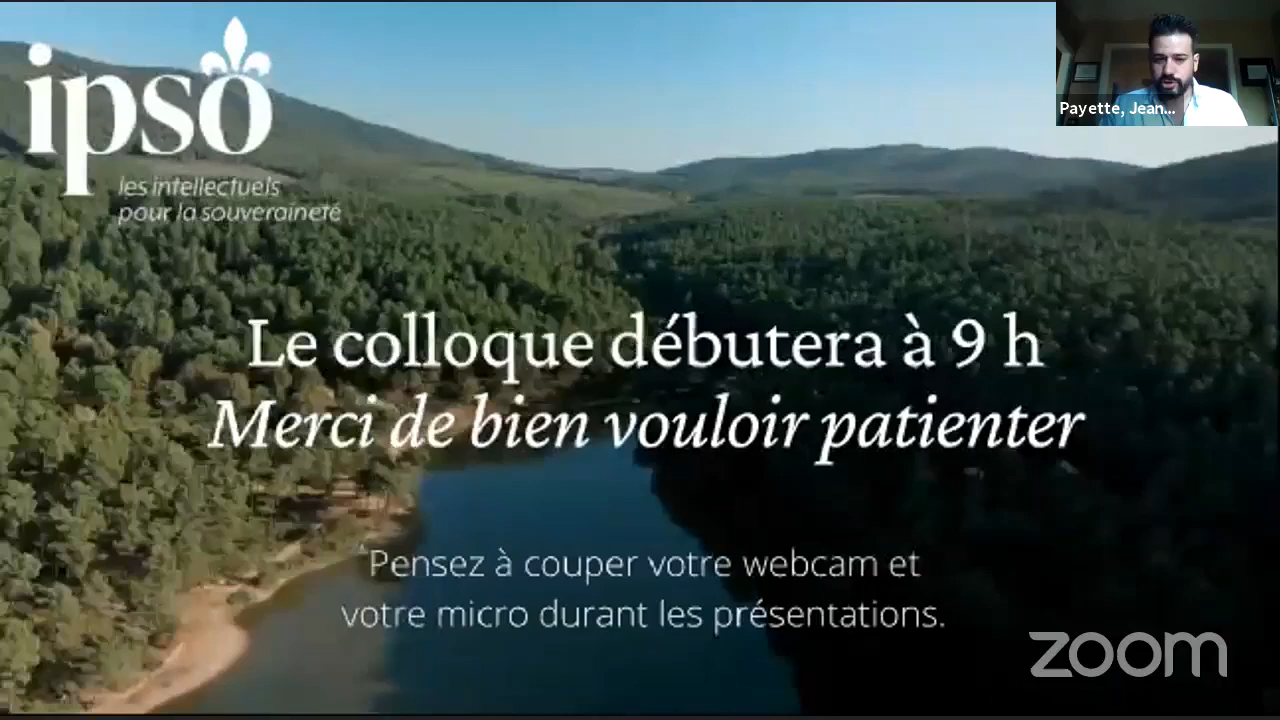 ipso
les intellectuels
pour la souveraineté
Payette, Jean...
Le colloque débutera à 9 h
Merci de bien vouloir patienter
*Pensez à couper votre webcam et
votre micro durant les présentations.
zoom